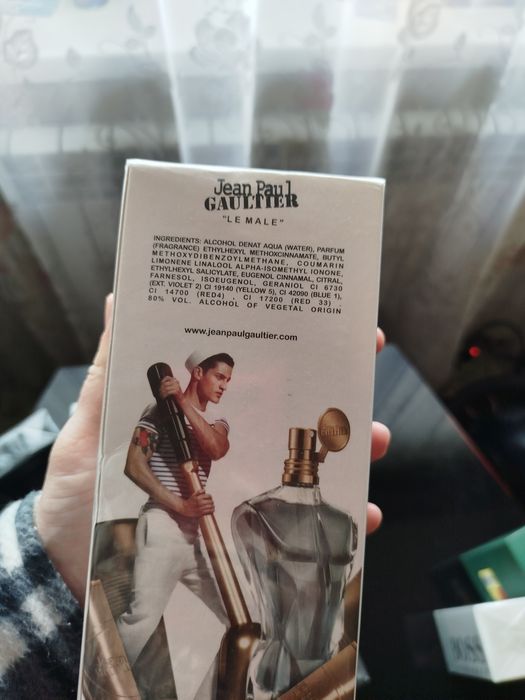 Jean Paul
GAULTIER
"LE MALE"
INGREDIENTS: ALCOHOL DENAT AQUA (WATER), PARFUM
(FRAGRANCE) ETHYLHEXYL METHOXCINNAMATE, BUTYL
METHOXYDIBENZOYLMETHANE, COUMARIN
LIMONENE LINALOOL ALPHA-ISOMETHYL IONONE,
ETHYLHEXYL SALICYLATE, EUGENOL CINNAMAL, CITRAL,
FARNESOL, ISOEUGENOL, GERANIOL CI 6730
(EXT, VIOLET 2) CI 19140 (YELLOW 5), CI 42090 (BLUE 1),
CI 14700 (RED4) , CI 17200 (RED 33)
80% VOL. ALCOHOL OF VEGETAL ORIGIN
www.jeanpaulgaultier.com
BOSS